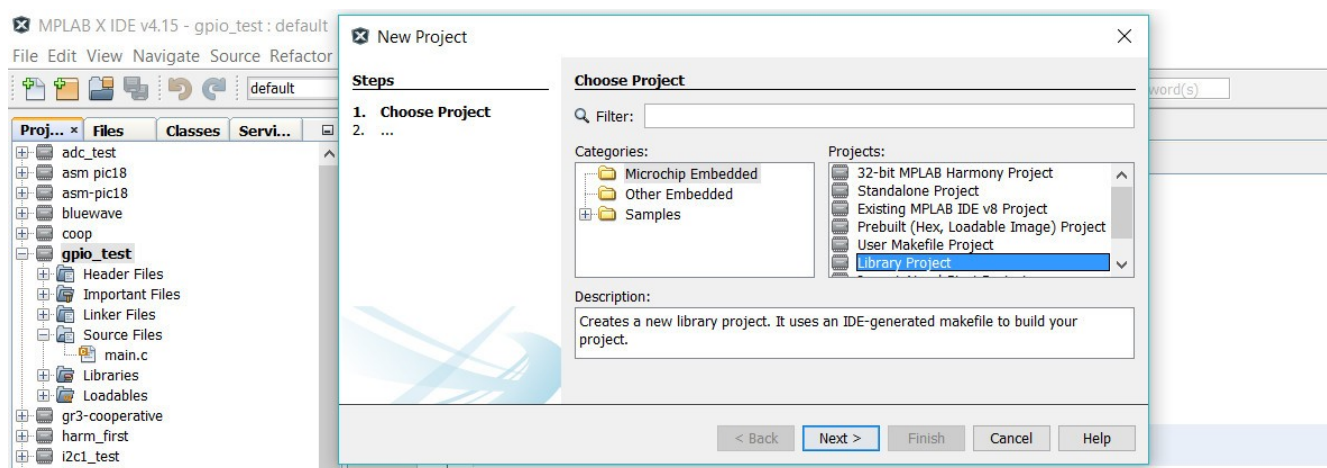 MPLAB X IDE v4.15 - gpio_test : default
File Edit View Navigate Source Refactor
default
word(s)
Proj... × Files Classes Servi...
adc_test
asm pic18
asm-pic18
bluewave
coop
gpio_test
Header Files
Important Files
Linker Files
Source Files
main.c
Libraries
Loadables
gr3-cooperative
harm_first
i2c1_test
New Project
Steps
1. Choose Project
2. ...
Choose Project
Filter:
Categories:
Microchip Embedded
Other Embedded
Samples
Projects:
32-bit MPLAB Harmony Project
Standalone Project
Existing MPLAB IDE v8 Project
Prebuilt (Hex, Loadable Image) Project
User Makefile Project
Library Project
Description:
Creates a new library project. It uses an IDE-generated makefile to build your
project.
< Back Next > Finish Cancel Help